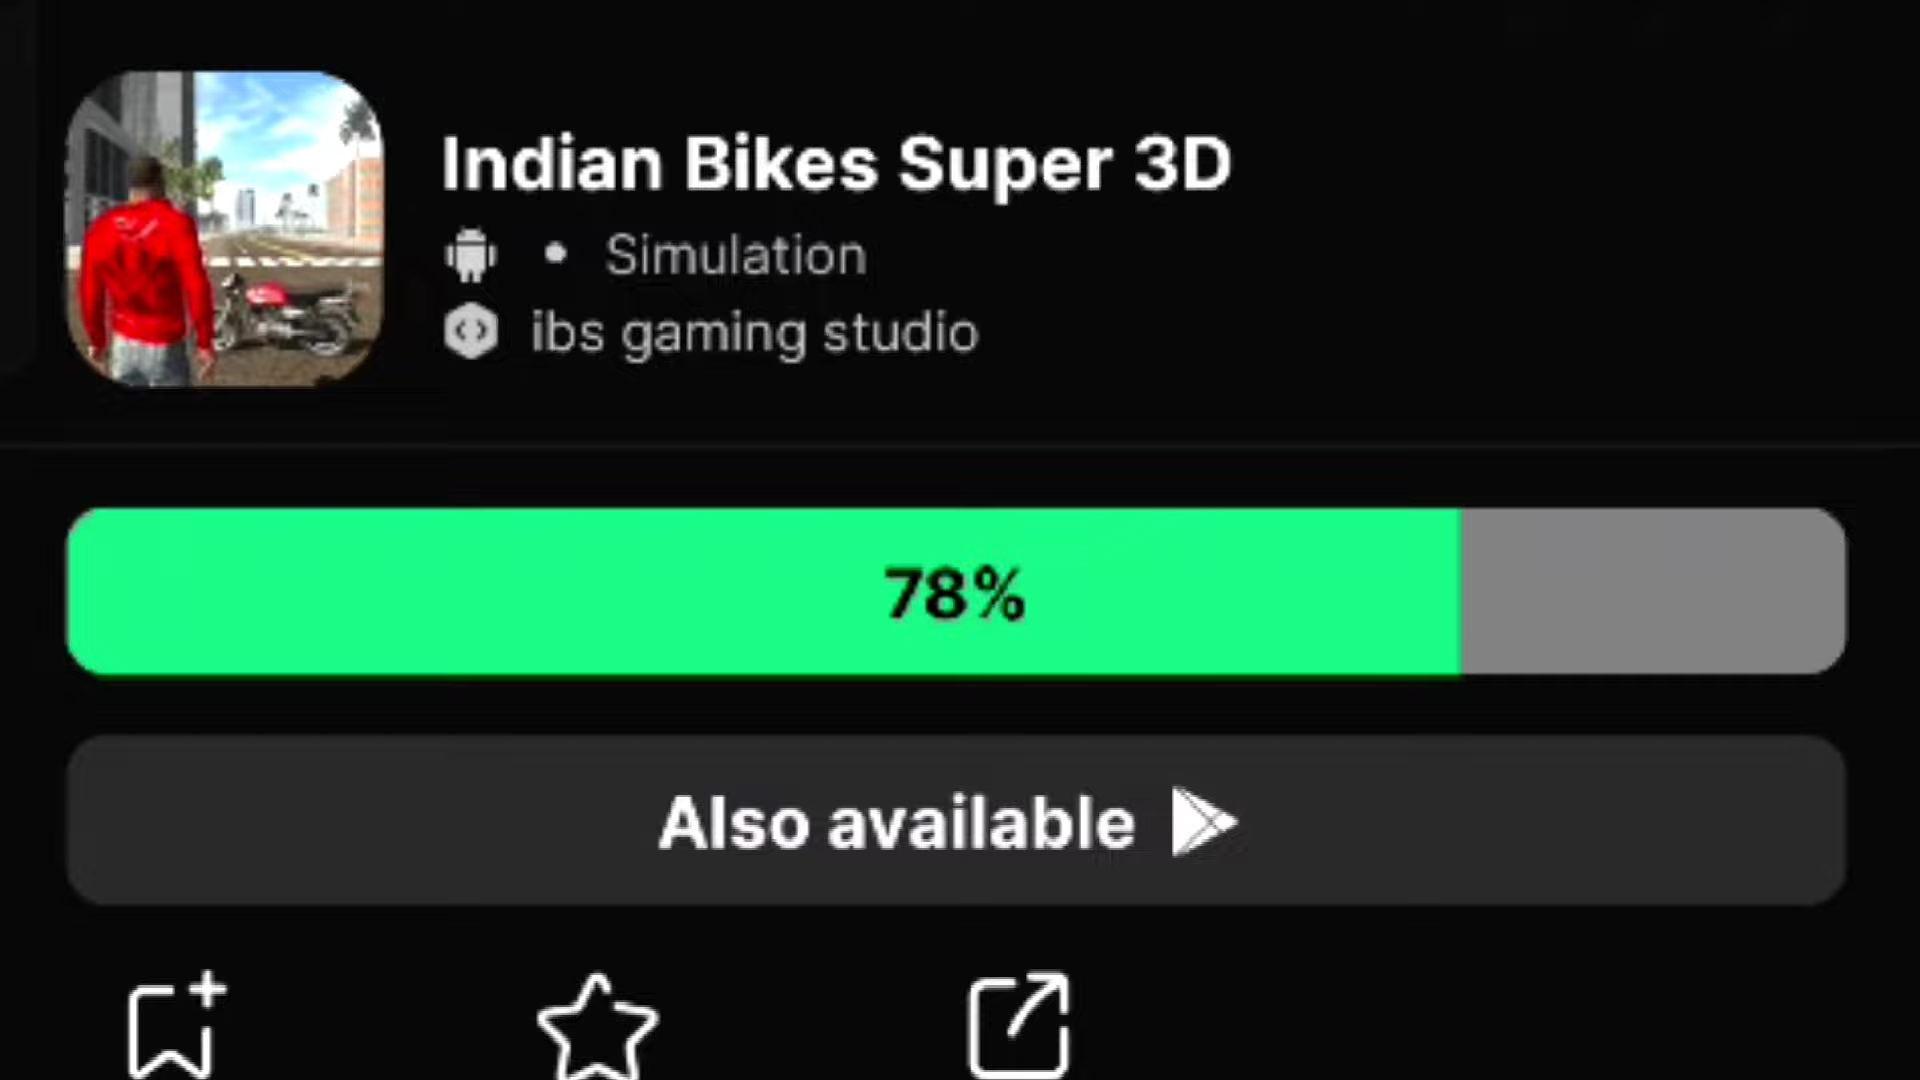 Indian Bikes Super 3D
Simulation
ibs gaming studio
78%
Also available